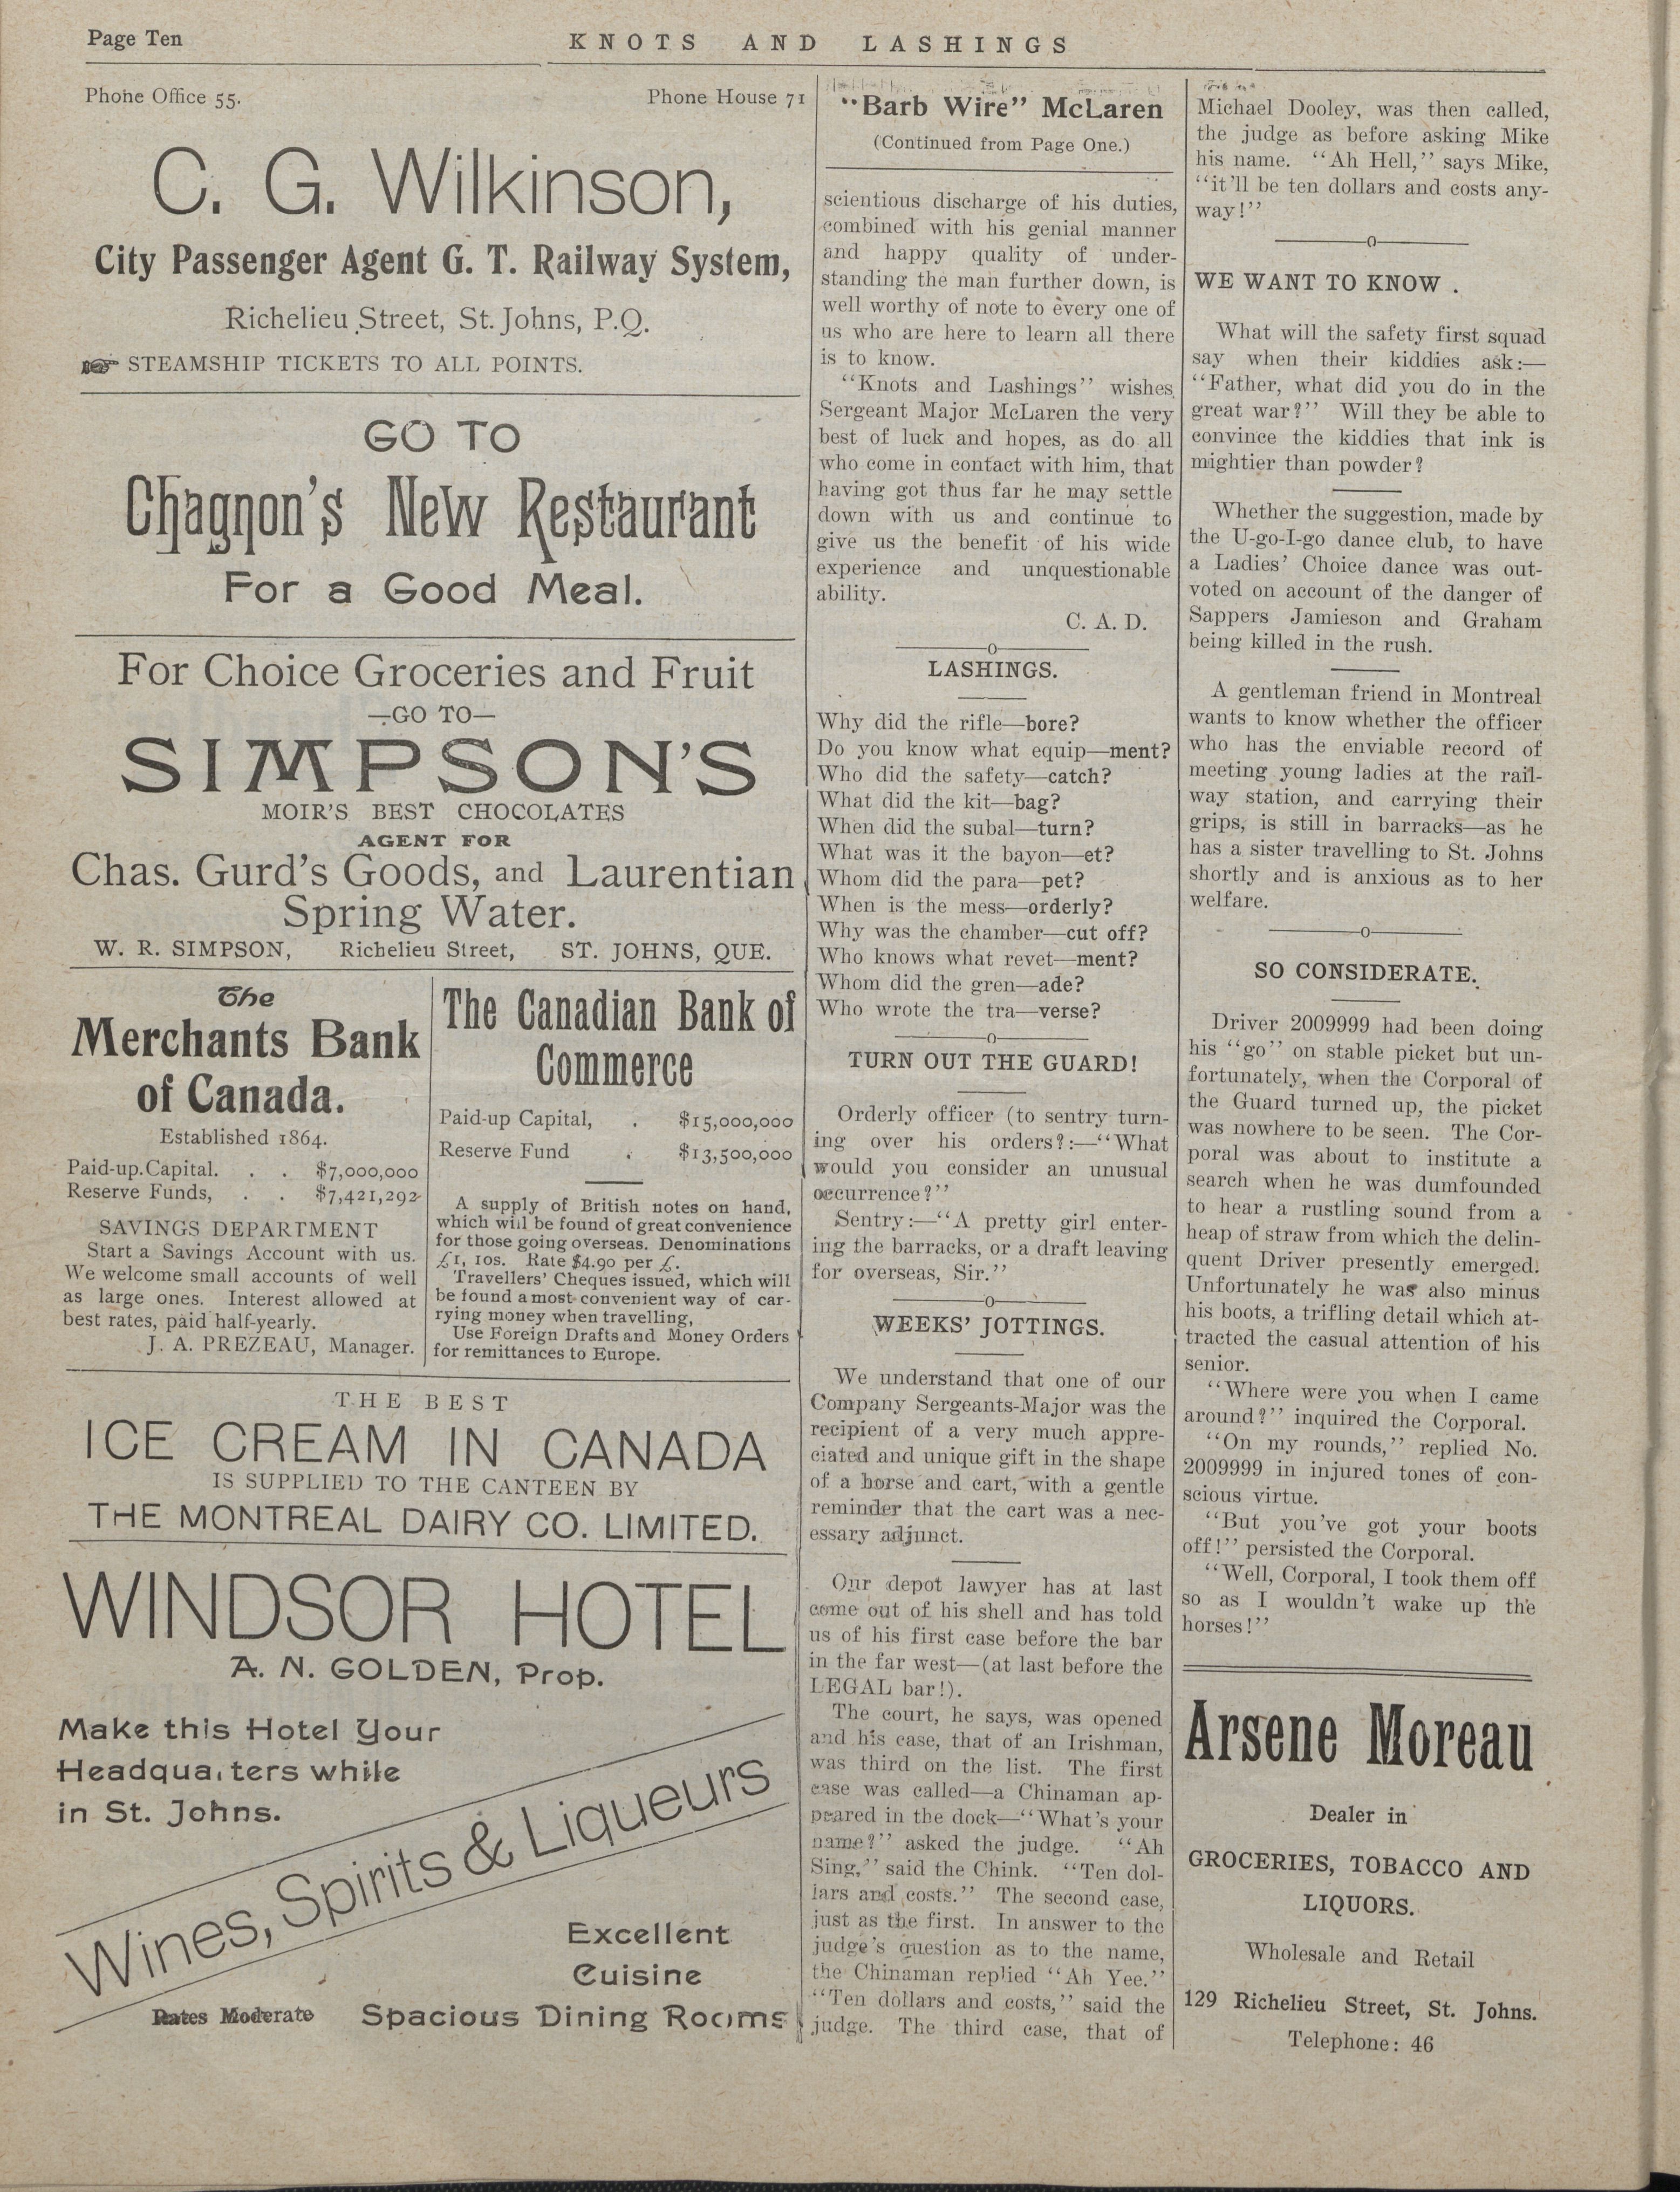 Page Ten
KNOTS AND LASHINGS
Phone Office 55.
Phone House 71
C. G. Wilkinson,
City Passenger Agent G. T. Railway System,
Richelieu Street, St. Johns, P.Q.
STEAMSHIP TICKETS TO ALL POINTS.
GO TO
Chagnon's New Restaurant
For a Good Meal.
For Choice Groceries and Fruit
—GO TO—
SIMPSON'S
MOIR'S BEST CHOCOLATES
AGENT FOR
Chas. Gurd's Goods, and Laurentian
Spring Water.
W. R. SIMPSON, Richelieu Street, ST. JOHNS, QUE.
The
Merchants Bank
of Canada.
Established 1864.
Paid-up.Capital. . . $7,000,000
Reserve Funds, . . $7,421,292
SAVINGS DEPARTMENT
Start a Savings Account with us.
We welcome small accounts of well
as large ones. Interest allowed at
best rates, paid half-yearly.
J. A. PREZEAU, Manager.
The Canadian Bank of
Commerce
Paid-up Capital, . $15,000,000
Reserve Fund . $13,500,000
A supply of British notes on hand,
which will be found of great convenience
for those going overseas. Denominations
£1, 10s. Rate $4.90 per £.
Travellers' Cheques issued, which will
be found a most convenient way of car-
rying money when travelling,
Use Foreign Drafts and Money Orders
for remittances to Europe.
THE BEST
ICE CREAM IN CANADA
IS SUPPLIED TO THE CANTEEN BY
THE MONTREAL DAIRY CO. LIMITED.
WINDSOR HOTEL
A. N. GOLDEN, Prop.
Make this Hotel Your
Headquarters while
in St. Johns.
Wines, Spirits & Liqueurs
Excellent
Cuisine
Rates Moderate Spacious Dining Rooms
"Barb Wire" McLaren
(Continued from Page One.)
scientious discharge of his duties,
combined with his genial manner
and happy quality of under-
standing the man further down, is
well worthy of note to every one of
us who are here to learn all there
is to know.
"Knots and Lashings" wishes
Sergeant Major McLaren the very
best of luck and hopes, as do all
who come in contact with him, that
having got thus far he may settle
down with us and continue to
give us the benefit of his wide
experience and unquestionable
ability.
C. A. D.
LASHINGS.
Why did the rifle—bore?
Do you know what equip—ment?
Who did the safety—catch?
What did the kit—bag?
When did the subal—turn?
What was it the bayon—et?
Whom did the para—pet?
When is the mess—orderly?
Why was the chamber—cut off?
Who knows what revet—ment?
Whom did the gren—ade?
Who wrote the tra—verse?
TURN OUT THE GUARD!
Orderly officer (to sentry turn-
ing over his orders?:—"What
would you consider an unusual
occurrence?"
Sentry:—"A pretty girl enter-
ing the barracks, or a draft leaving
for overseas, Sir."
WEEKS' JOTTINGS.
We understand that one of our
Company Sergeants-Major was the
recipient of a very much appre-
ciated and unique gift in the shape
of a horse and cart, with a gentle
reminder that the cart was a nec-
essary adjunct.
Our depot lawyer has at last
come out of his shell and has told
us of his first case before the bar
in the far west—(at last before the
LEGAL bar!).
The court, he says, was opened
and his case, that of an Irishman,
was third on the list. The first
case was called—a Chinaman ap-
peared in the dock—"What's your
name?" asked the judge. "Ah
Sing," said the Chink. "Ten dol-
lars and costs." The second case,
just as the first. In answer to the
judge's question as to the name,
the Chinaman replied "Ah Yee."
"Ten dollars and costs," said the
judge. The third case, that of
Michael Dooley, was then called,
the judge as before asking Mike
his name. "Ah Hell," says Mike,
"it'll be ten dollars and costs any-
way!"
WE WANT TO KNOW .
What will the safety first squad
say when their kiddies ask:—
"Father, what did you do in the
great war?" Will they be able to
convince the kiddies that ink is
mightier than powder?
Whether the suggestion, made by
the U-go-I-go dance club, to have
a Ladies' Choice dance was out-
voted on account of the danger of
Sappers Jamieson and Graham
being killed in the rush.
A gentleman friend in Montreal
wants to know whether the officer
who has the enviable record of
meeting young ladies at the rail-
way station, and carrying their
grips, is still in barracks—as he
has a sister travelling to St. Johns
shortly and is anxious as to her
welfare.
SO CONSIDERATE.
Driver 2009999 had been doing
his "go" on stable picket but un-
fortunately, when the Corporal of
the Guard turned up, the picket
was nowhere to be seen. The Cor-
poral was about to institute a
search when he was dumfounded
to hear a rustling sound from a
heap of straw from which the delin-
quent Driver presently emerged.
Unfortunately he was also minus
his boots, a trifling detail which at-
tracted the casual attention of his
senior.
"Where were you when I came
around?" inquired the Corporal.
"On my rounds," replied No.
2009999 in injured tones of con-
scious virtue.
"But you've got your boots
off!" persisted the Corporal.
"Well, Corporal, I took them off
so as I wouldn't wake up the
horses!"
Arsene Moreau
Dealer in
GROCERIES, TOBACCO AND
LIQUORS.
Wholesale and Retail
129 Richelieu Street, St. Johns.
Telephone: 46